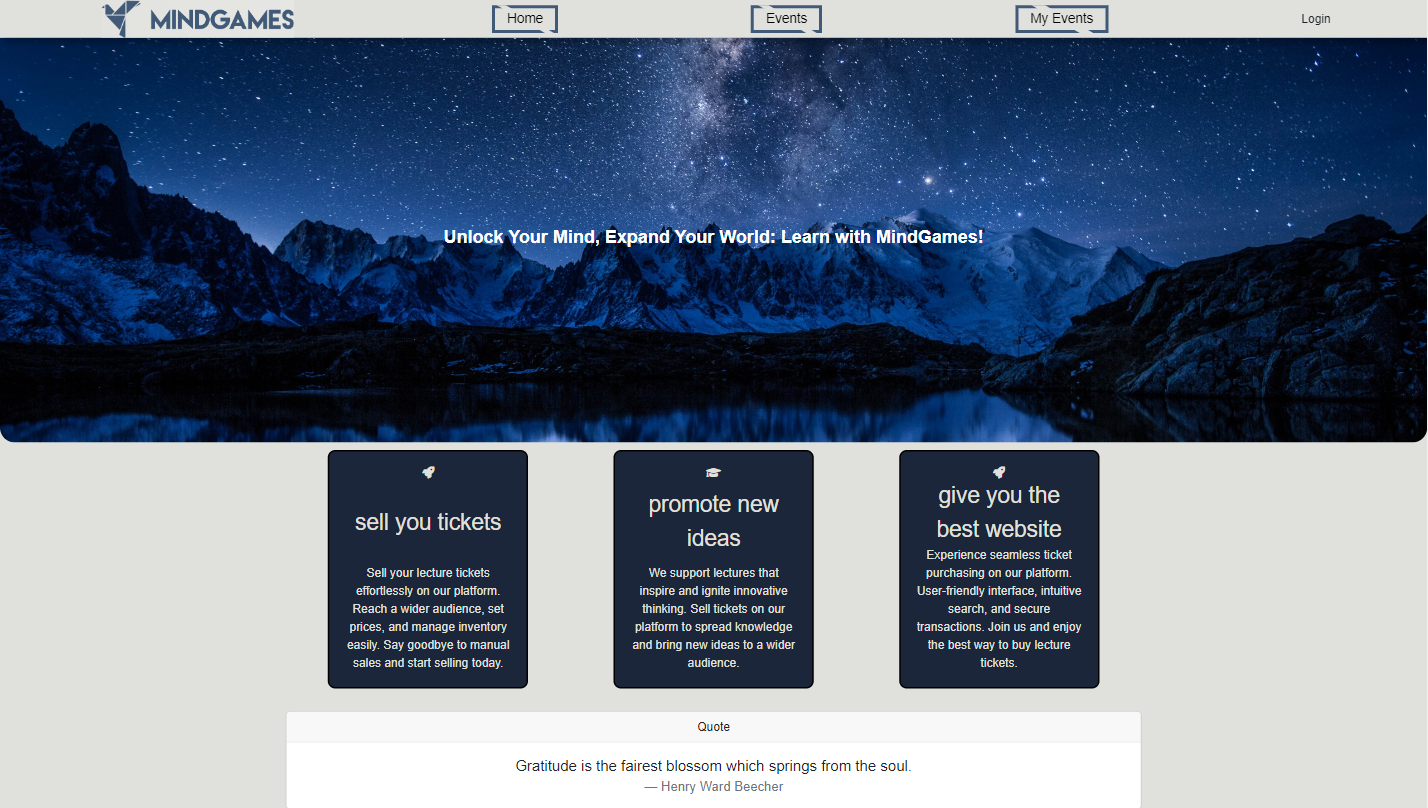 MINDGAMES
Home
Events
My Events
Login
Unlock Your Mind, Expand Your World: Learn with MindGames!
sell you tickets
Sell your lecture tickets
effortlessly on our platform.
Reach a wider audience, set
prices, and manage inventory
easily. Say goodbye to manual
sales and start selling today.
promote new
ideas
We support lectures that
inspire and ignite innovative
thinking. Sell tickets on our
platform to spread knowledge
and bring new ideas to a wider
audience.
give you the
best website
Experience seamless ticket
purchasing on our platform.
User-friendly interface, intuitive
search, and secure
transactions. Join us and enjoy
the best way to buy lecture
tickets.
Quote
Gratitude is the fairest blossom which springs from the soul.
— Henry Ward Beecher